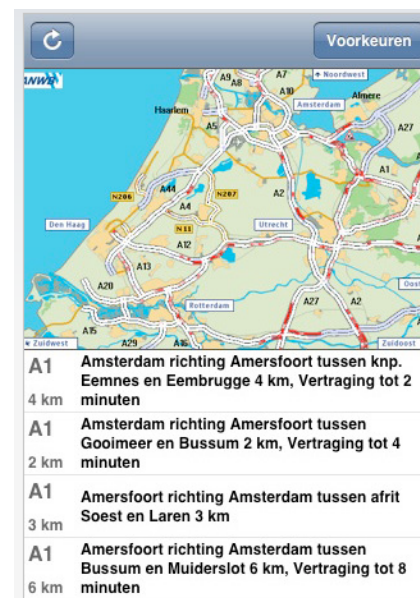 Voorkeuren
ANWB
A9
A8
A7
Noordwest
A10
Almere
Haarlem
Amsterdam
A5
A27
A1
A44
N206
N207
A4
A2
Den Haag
N11
Utrecht
A12
A13
A20
Oost
Rotterdam
A27
A2
A15
Zuidwest
A29
A16
Zuidoost
A1
4 km
Amsterdam richting Amersfoort tussen knp.
Eemnes en Eembrugge 4 km, Vertraging tot 2
minuten
A1
2 km
Amsterdam richting Amersfoort tussen
Gooimeer en Bussum 2 km, Vertraging tot 4
minuten
A1
3 km
Amersfoort richting Amsterdam tussen afrit
Soest en Laren 3 km
A1
6 km
Amersfoort richting Amsterdam tussen
Bussum en Muiderslot 6 km, Vertraging tot 8
minuten